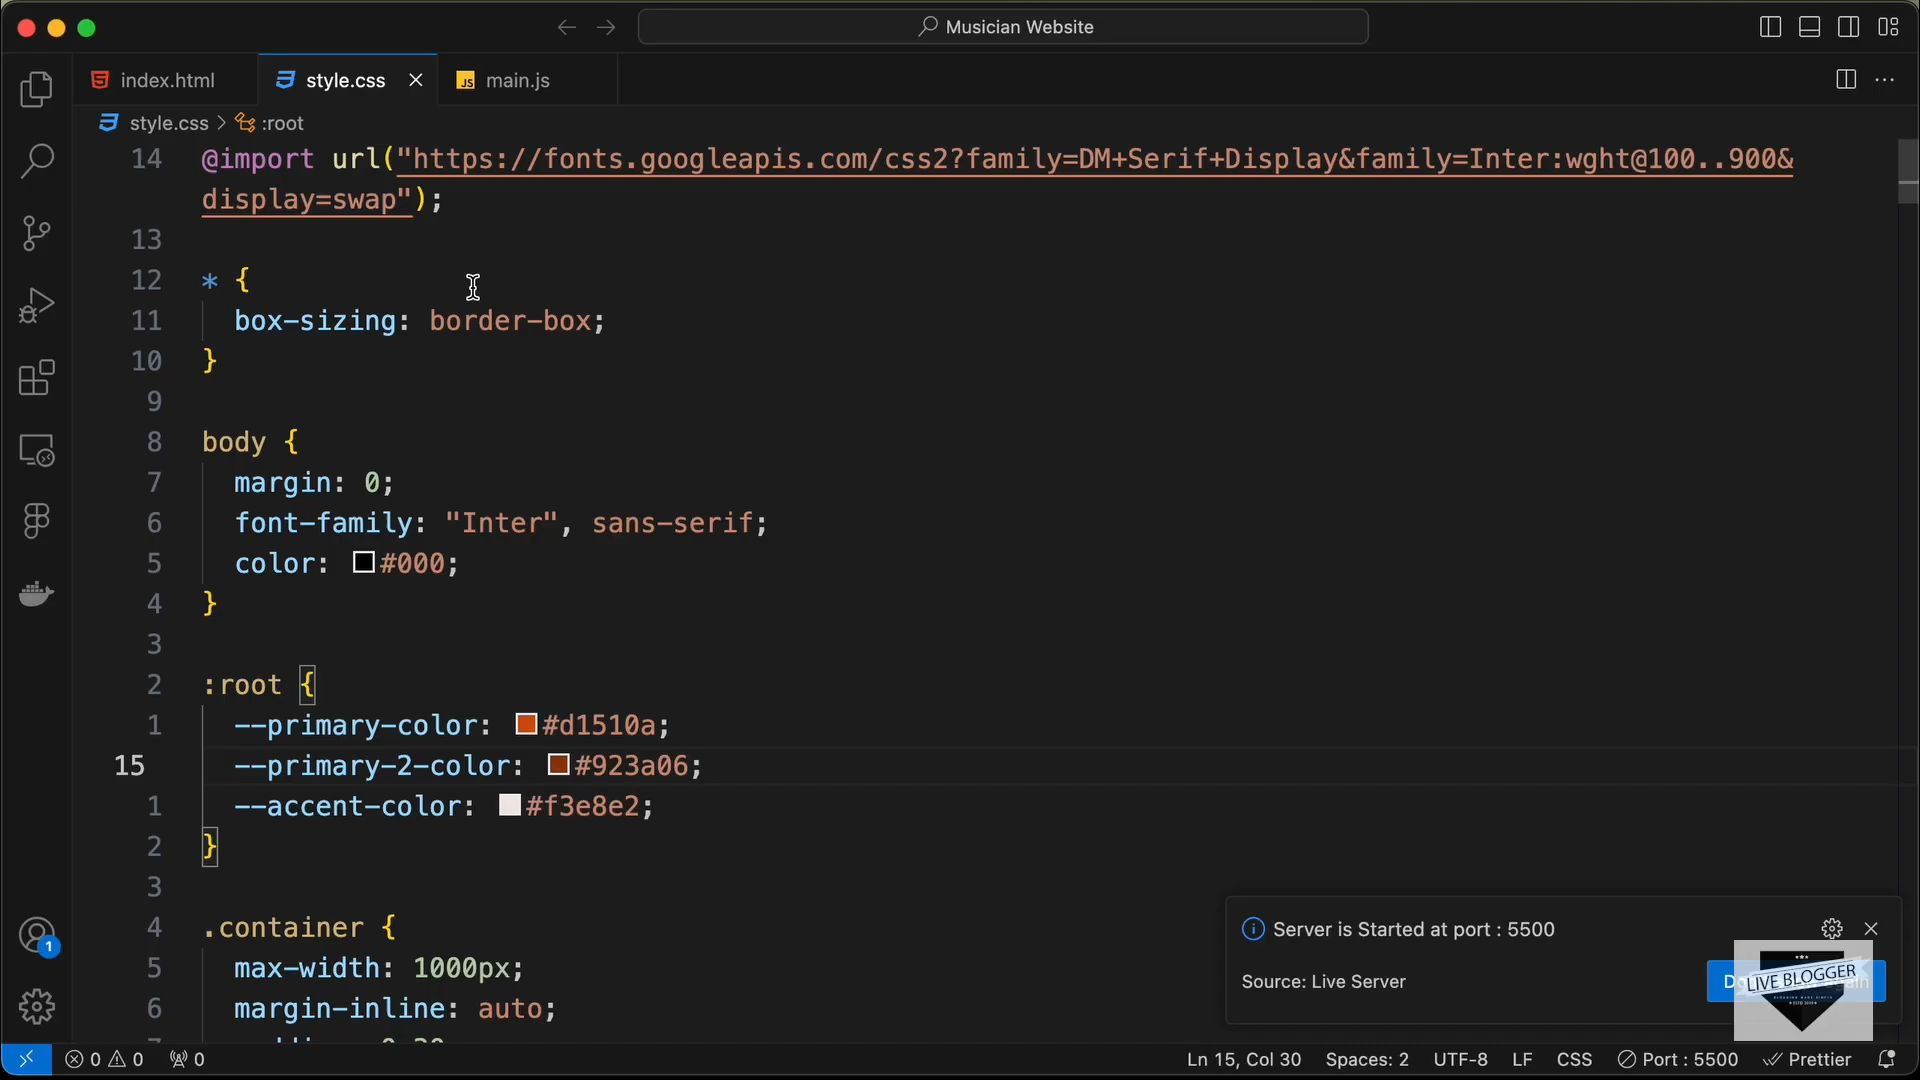 Musician Website
index.html
style.css
main.js
style.css > :root
14 @import url("https://fonts.googleapis.com/css2?family=DM+Serif+Display&family=Inter:wght@100..900&
display=swap");
13
12 * {
11 box-sizing: border-box;
10 }
9
8 body {
7 margin: 0;
6 font-family: "Inter", sans-serif;
5 color: #000;
4 }
3
2 :root {
1 --primary-color: #d1510a;
15 --primary-2-color: #923a06;
1 --accent-color: #f3e8e2;
2 }
3
4 .container {
5 max-width: 1000px;
6 margin-inline: auto;
1
Server is Started at port : 5500
Source: Live Server
LIVE BLOGGER
0 0 0
Ln 15, Col 30 Spaces: 2 UTF-8 LF CSS Port : 5500 Prettier